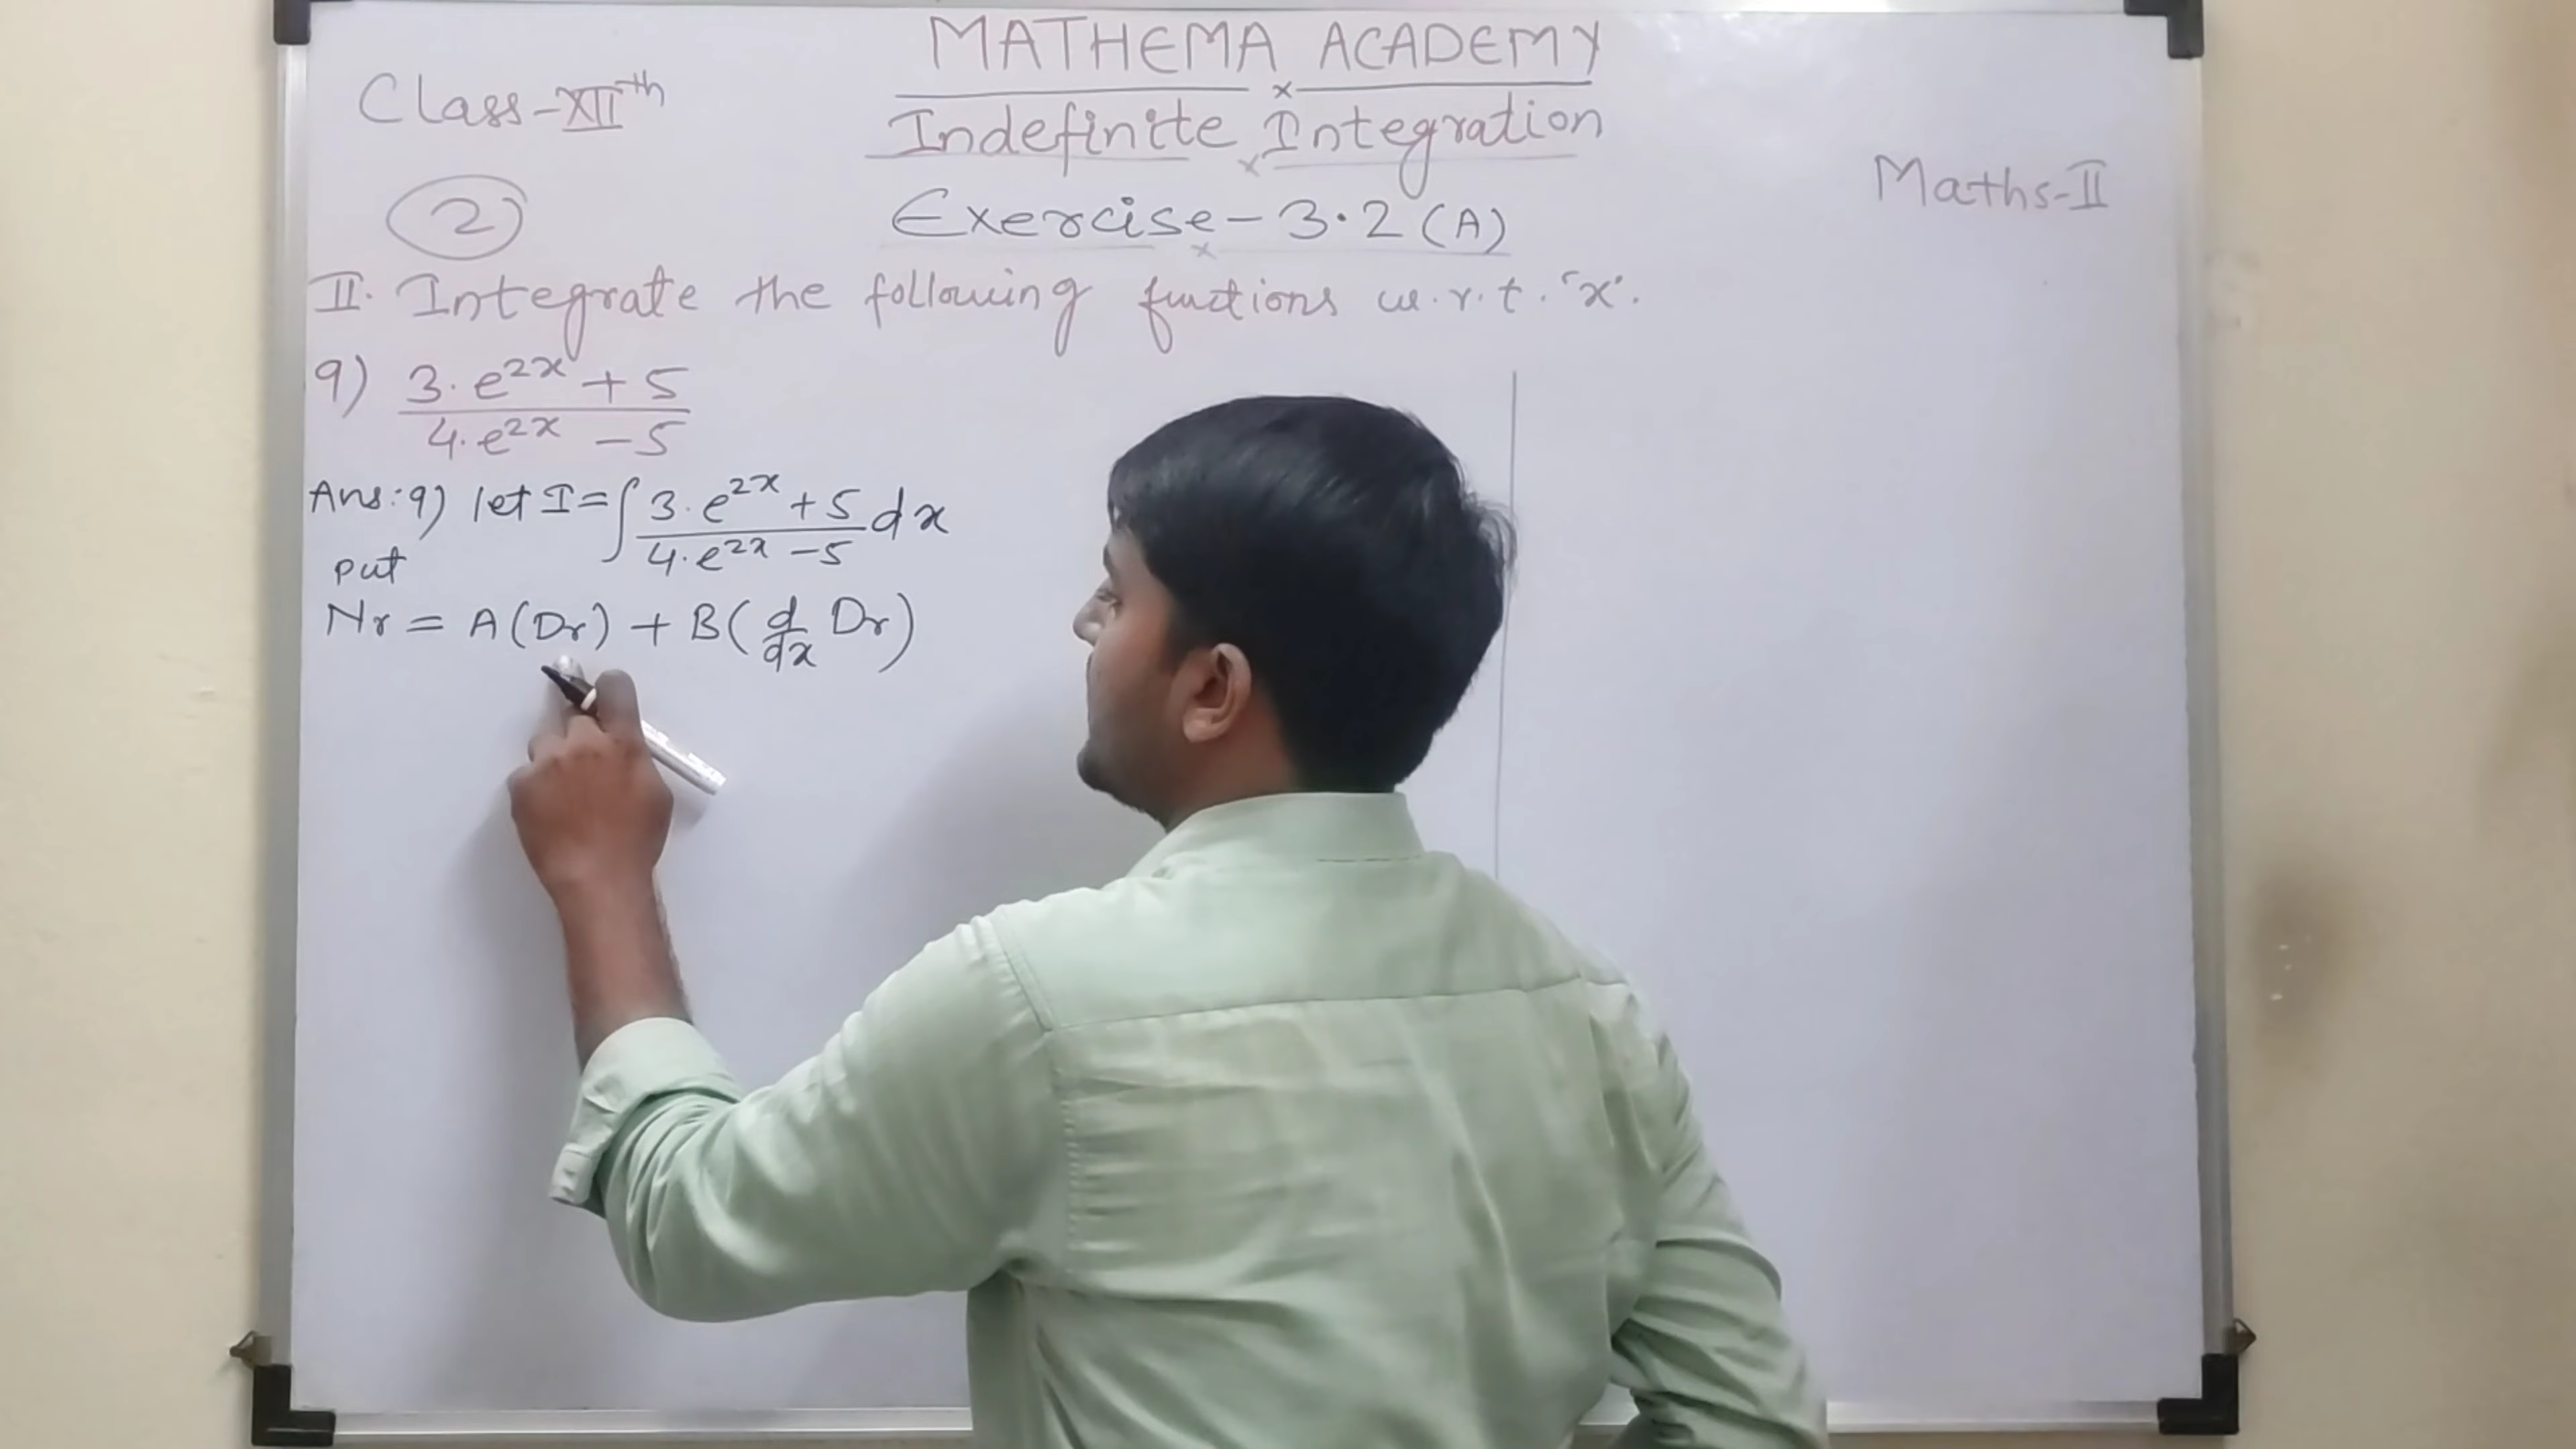 MATHEMA ACADEMY
Class-XIIth
Indefinite Integration
Maths-II
2
Exercise-3.2 (A)
II. Integrate the following functions w.r.t. 'x'.
9) 3.e^2x + 5
4.e^2x - 5
Ans:9) let I = ∫ 3.e^2x + 5 dx
4.e^2x - 5
put
Nr = A(Dr) + B(d/dx Dr)